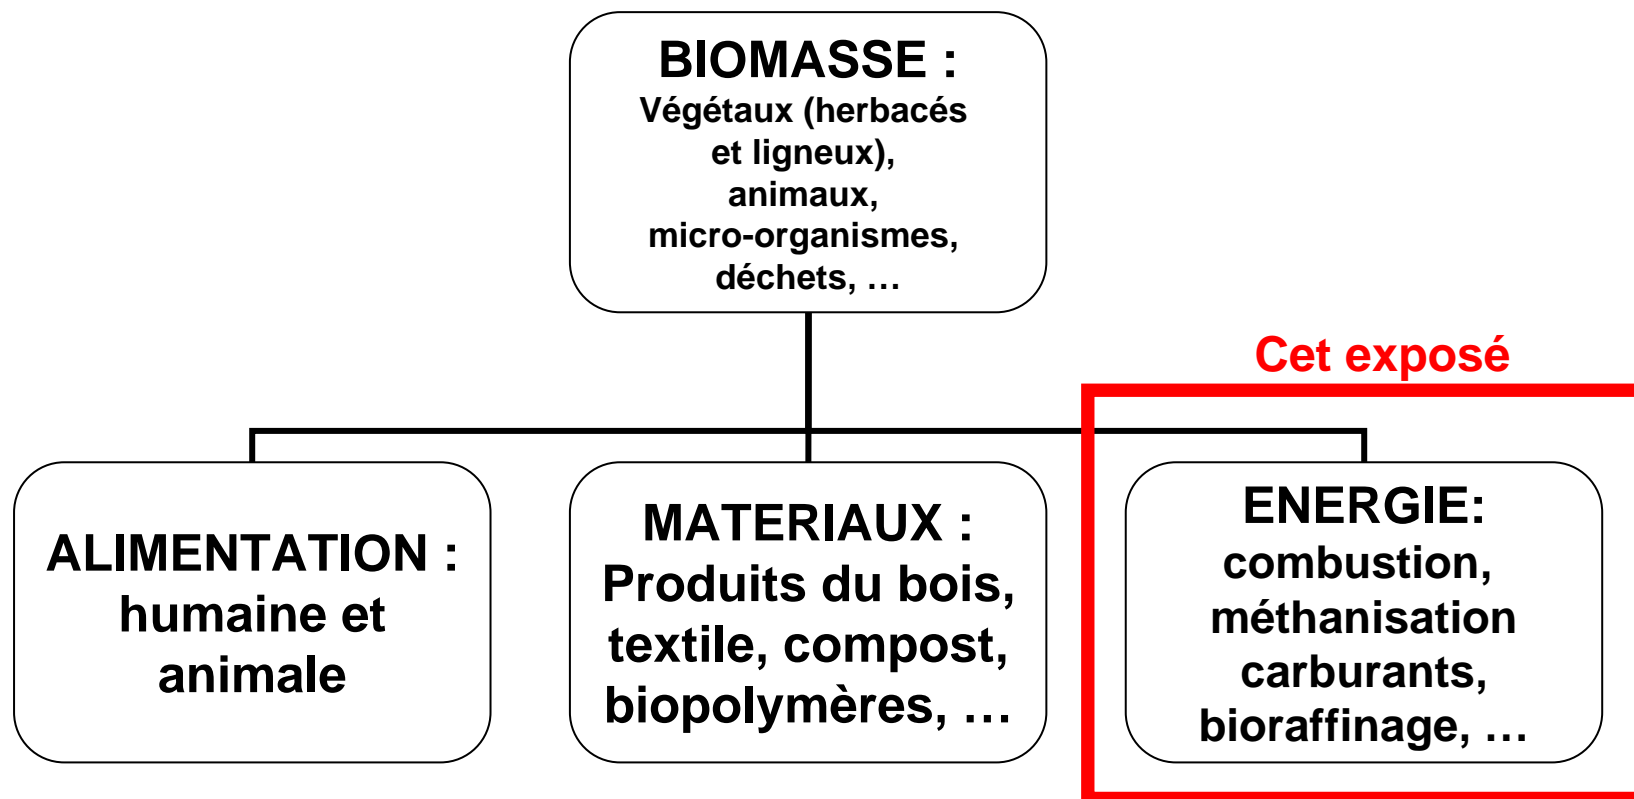 BIOMASSE :
Végétaux (herbacés
et ligneux),
animaux,
micro-organismes,
déchets, …
Cet exposé
ALIMENTATION :
humaine et
animale
MATERIAUX :
Produits du bois,
textile, compost,
biopolymères, …
ENERGIE:
combustion,
méthanisation
carburants,
bioraffinage, …